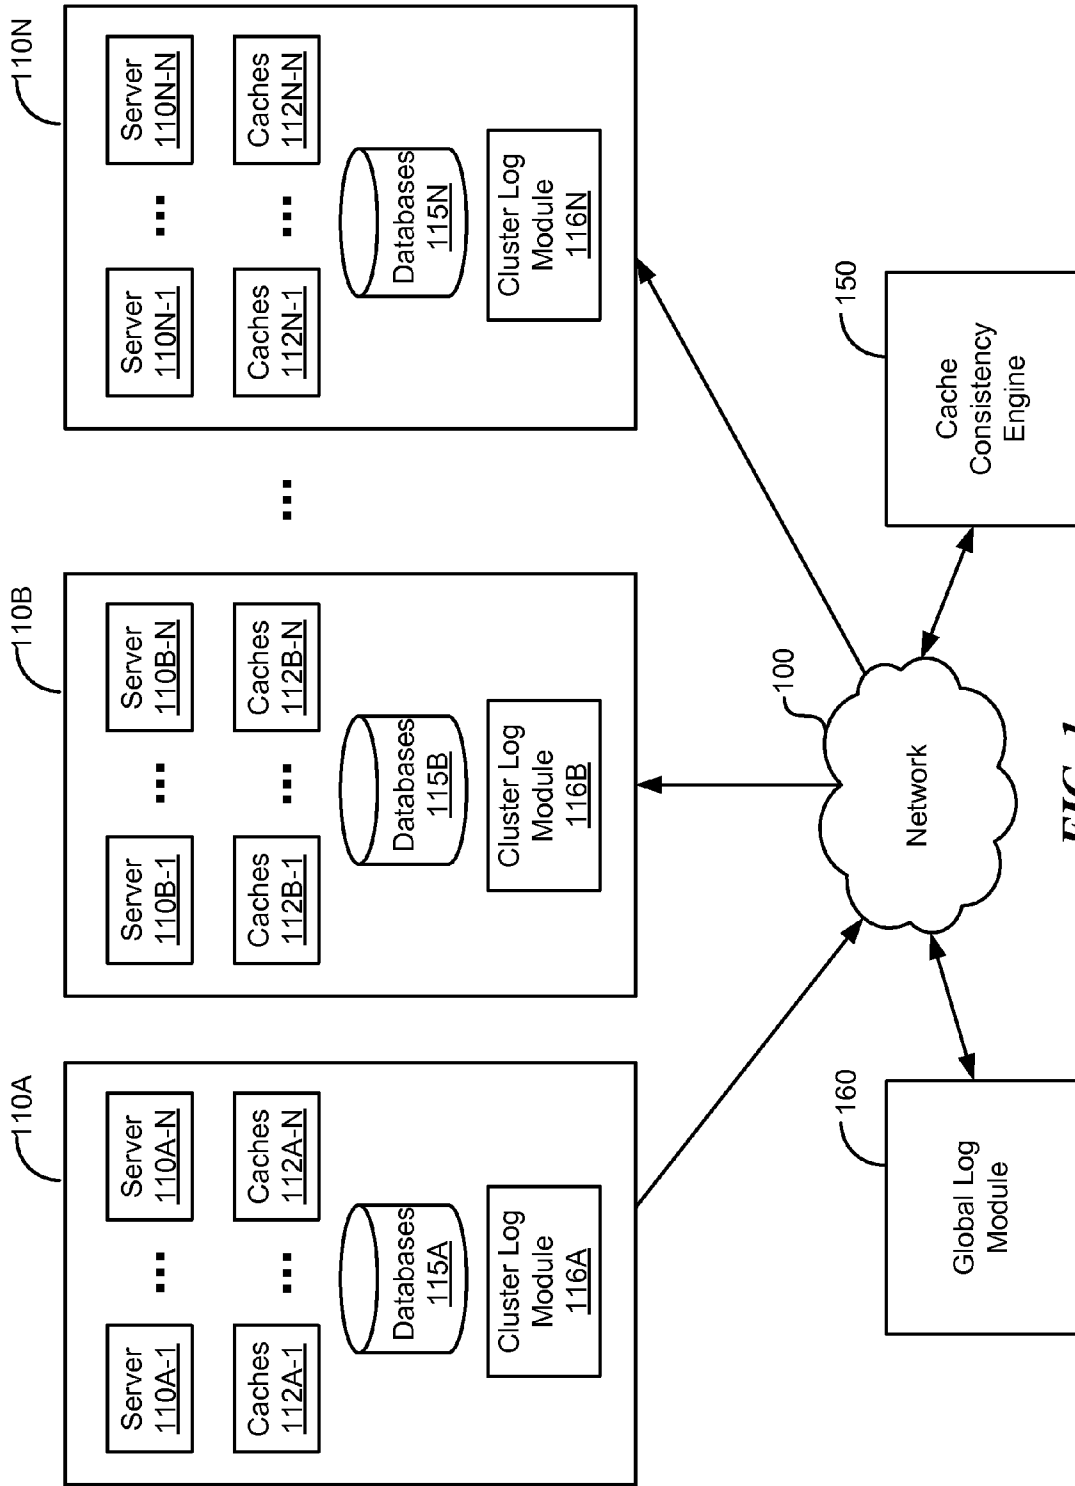 110A
Server
110A-1
...
Server
110A-N
Caches
112A-1
...
Caches
112A-N
Databases
115A
Cluster Log
Module
116A
110B
Server
110B-1
...
Server
110B-N
Caches
112B-1
...
Caches
112B-N
Databases
115B
Cluster Log
Module
116B
...
110N
Server
110N-1
...
Server
110N-N
Caches
112N-1
...
Caches
112N-N
Databases
115N
Cluster Log
Module
116N
100
Network
160
Global Log
Module
150
Cache
Consistency
Engine